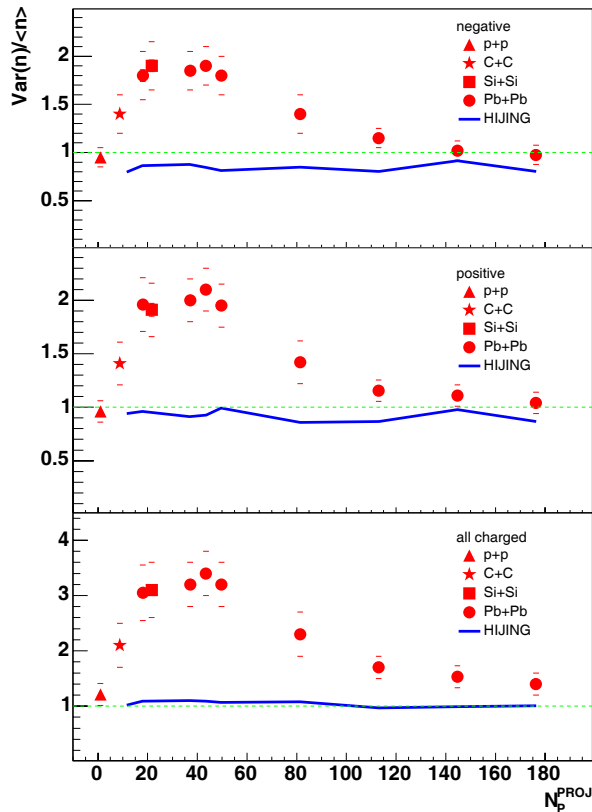 Var(n)/<n>
negative
p+p
C+C
Si+Si
Pb+Pb
HIJING
2
1.5
1
0.5
positive
p+p
C+C
Si+Si
Pb+Pb
HIJING
2
1.5
1
0.5
all charged
p+p
C+C
Si+Si
Pb+Pb
HIJING
4
3
2
1
0 20 40 60 80 100 120 140 160 180
N_P^PROJ